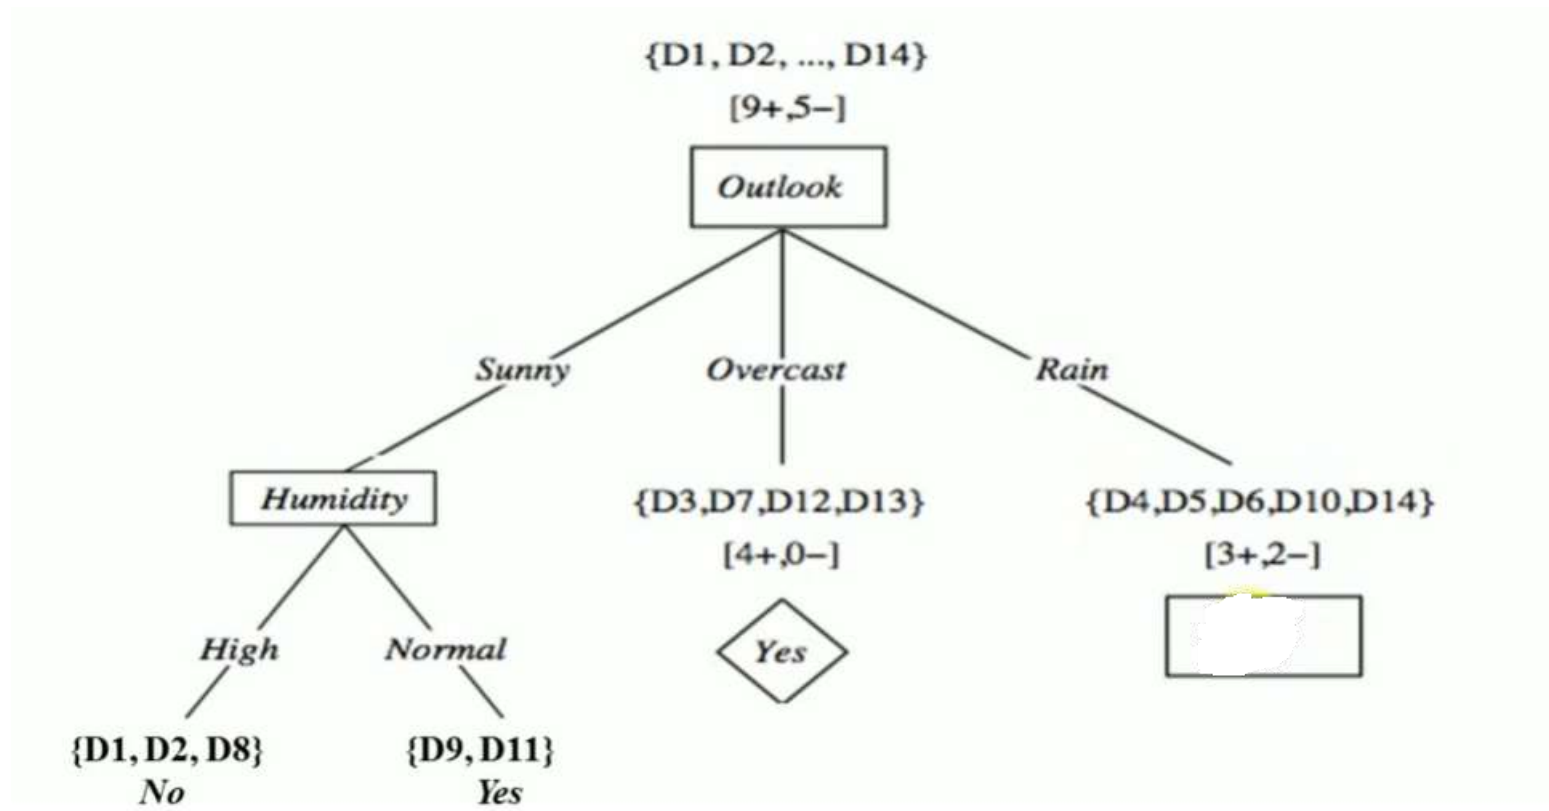 {D1, D2, ..., D14}
[9+,5−]
Outlook
Sunny
Overcast
Rain
Humidity
{D3,D7,D12,D13}
{D4,D5,D6,D10,D14}
[4+,0−]
[3+,2−]
High
Normal
Yes
{D1, D2, D8}
{D9, D11}
No
Yes